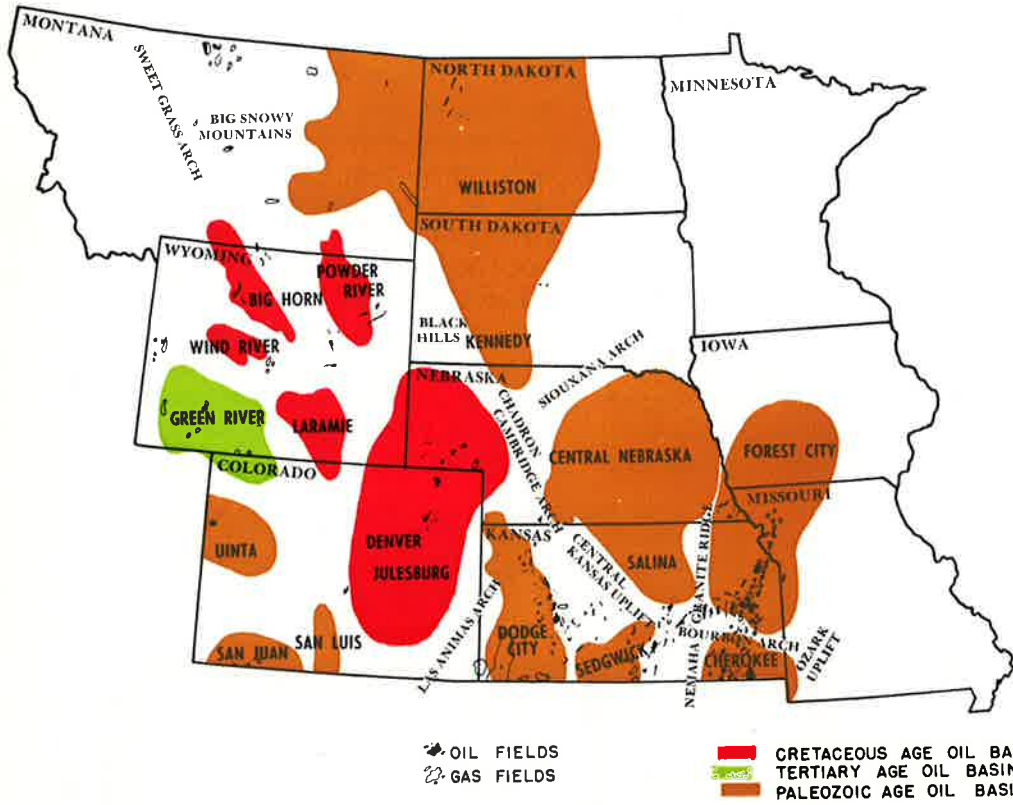 MONTANA
SWEET GRASS ARCH
BIG SNOWY
MOUNTAINS
NORTH DAKOTA
WILLISTON
MINNESOTA
SOUTH DAKOTA
BLACK
HILLS
KENNEDY
WYOMING
BIG HORN
POWDER
RIVER
WIND RIVER
GREEN RIVER
LARAMIE
NEBRASKA
CHADRON
CAMBRIDGE ARCH
SIOUXANA ARCH
IOWA
CENTRAL NEBRASKA
FOREST CITY
MISSOURI
COLORADO
UINTA
DENVER
JULESBURG
SAN LUIS
SAN JUAN
LAS ANIMAS ARCH
KANSAS
CENTRAL
KANSAS UPLIFT
SALINA
NEMAHA GRANITE RIDGE
BOURBON ARCH
DODGE
CITY
SEDGWICK
CHEROKEE
OZARK
UPLIFT
OIL FIELDS
GAS FIELDS
CRETACEOUS AGE OIL BA
TERTIARY AGE OIL BASIN
PALEOZOIC AGE OIL BASI